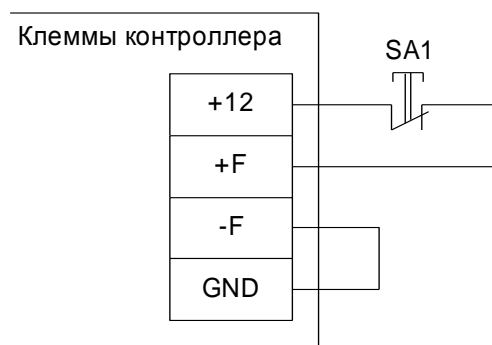 Клеммы контроллера
SA1
+12
+F
-F
GND